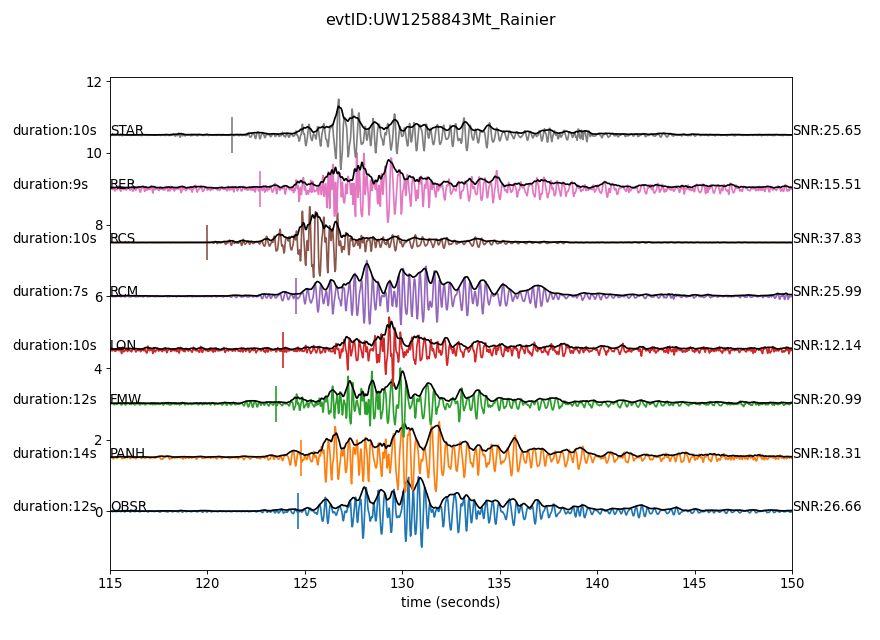 evtID:UW1258843Mt_Rainier
12
duration:10s STAR SNR:25.65
10
duration:9s RER SNR:15.51
8
duration:10s RCS SNR:37.83
duration:7s RCM SNR:25.99
6
duration:10s LON SNR:12.14
4
duration:12s FMW SNR:20.99
2
duration:14s PANH SNR:18.31
duration:12s OBSR SNR:26.66
0
115 120 125 130 135 140 145 150
time (seconds)